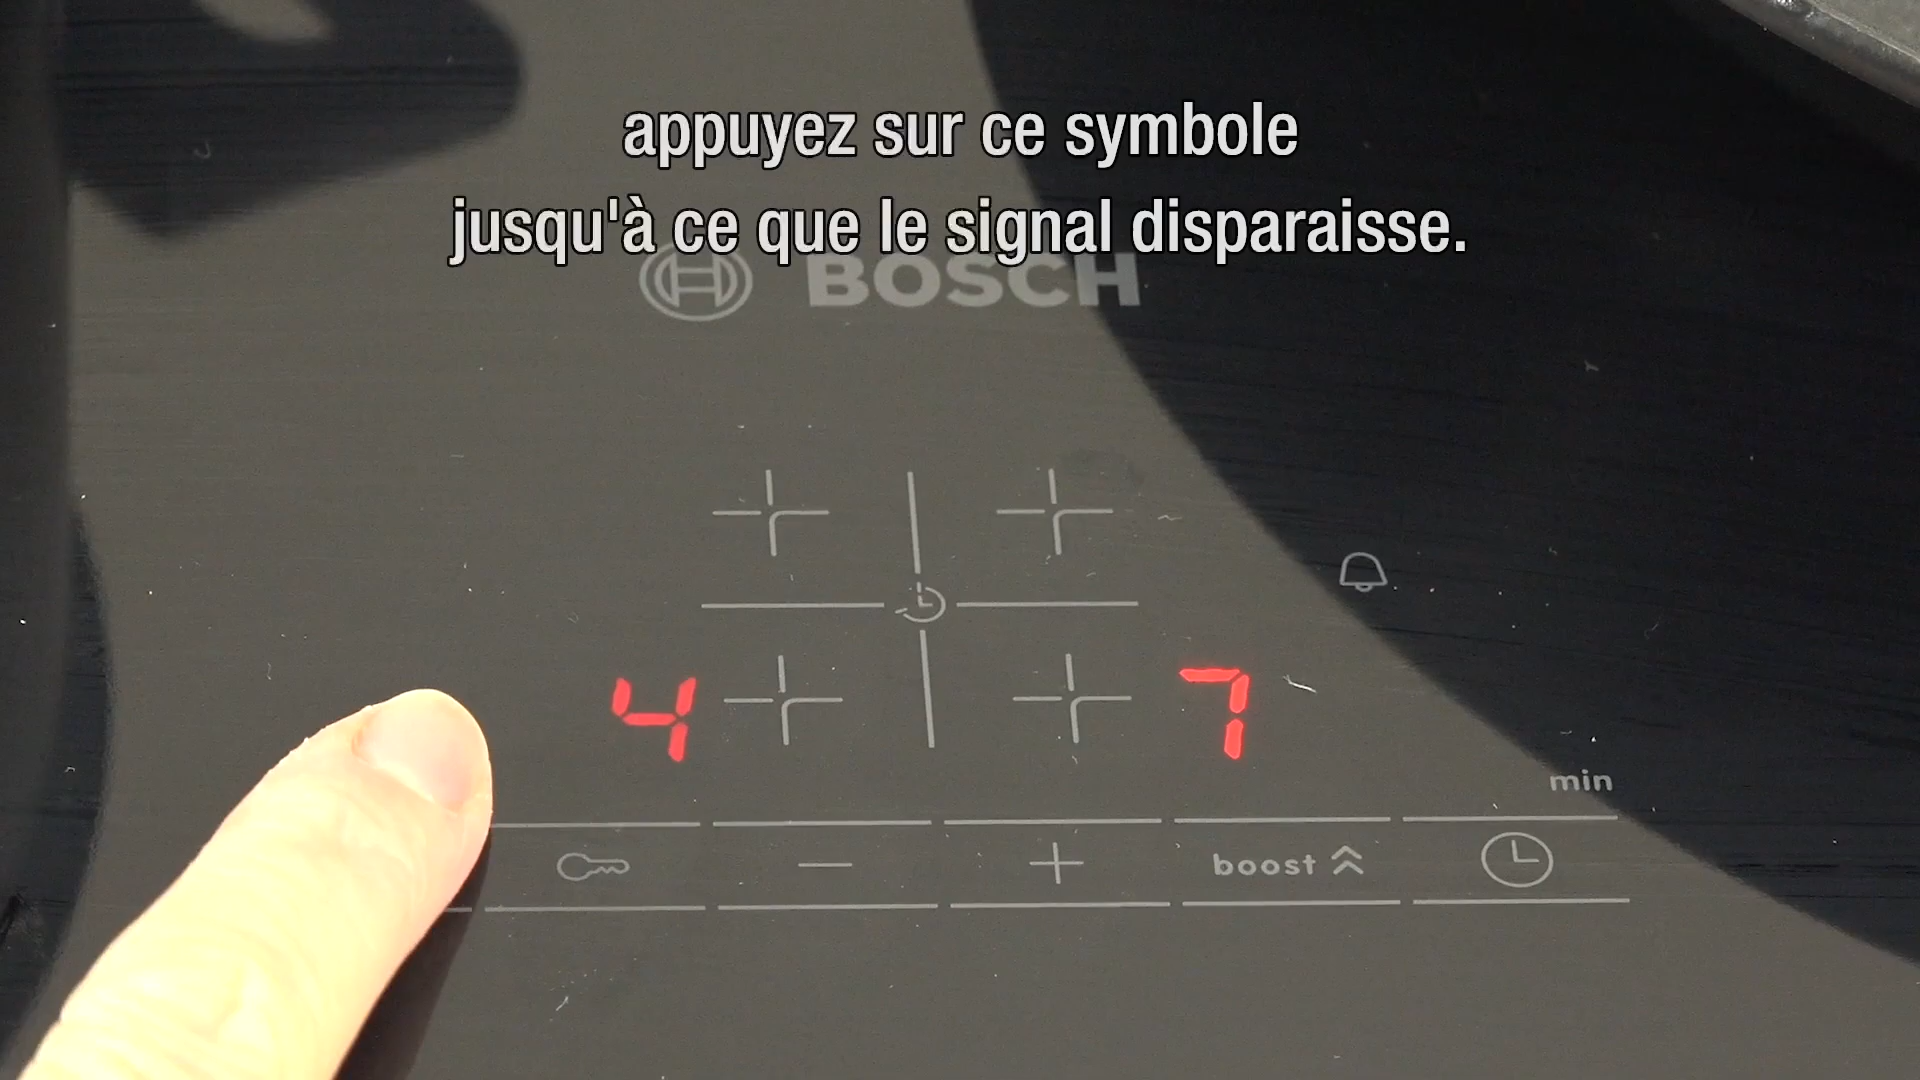 appuyez sur ce symbole
jusqu'à ce que le signal disparaisse.
BOSCH
4 7
min
boost